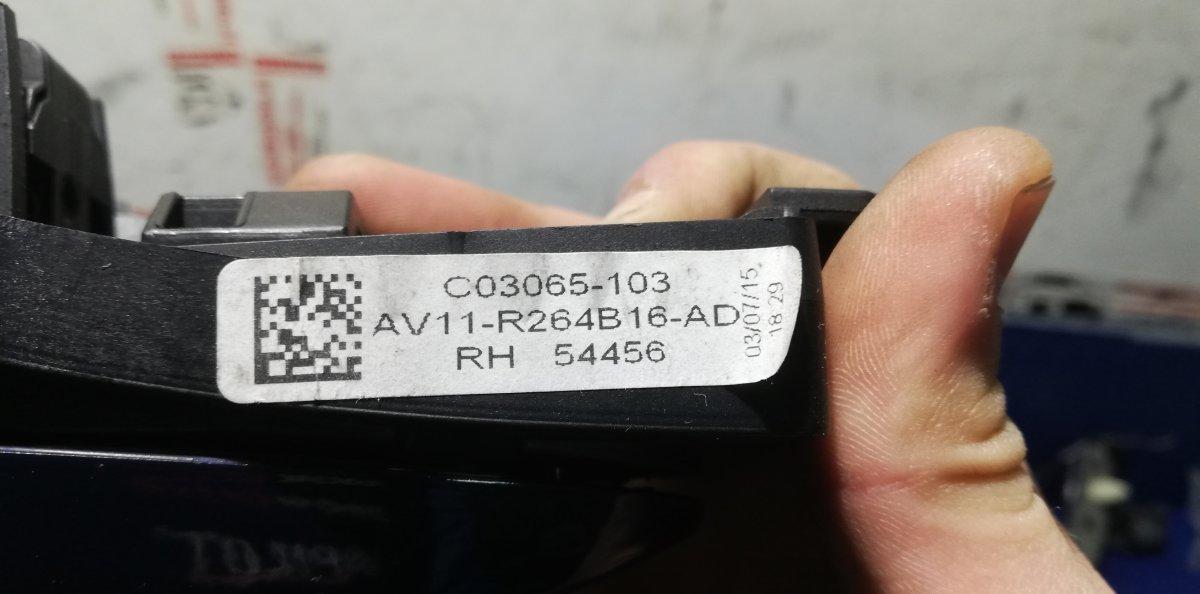 C03065-103
AV11-R264B16-AD
RH 54456
03/07/15
18:29